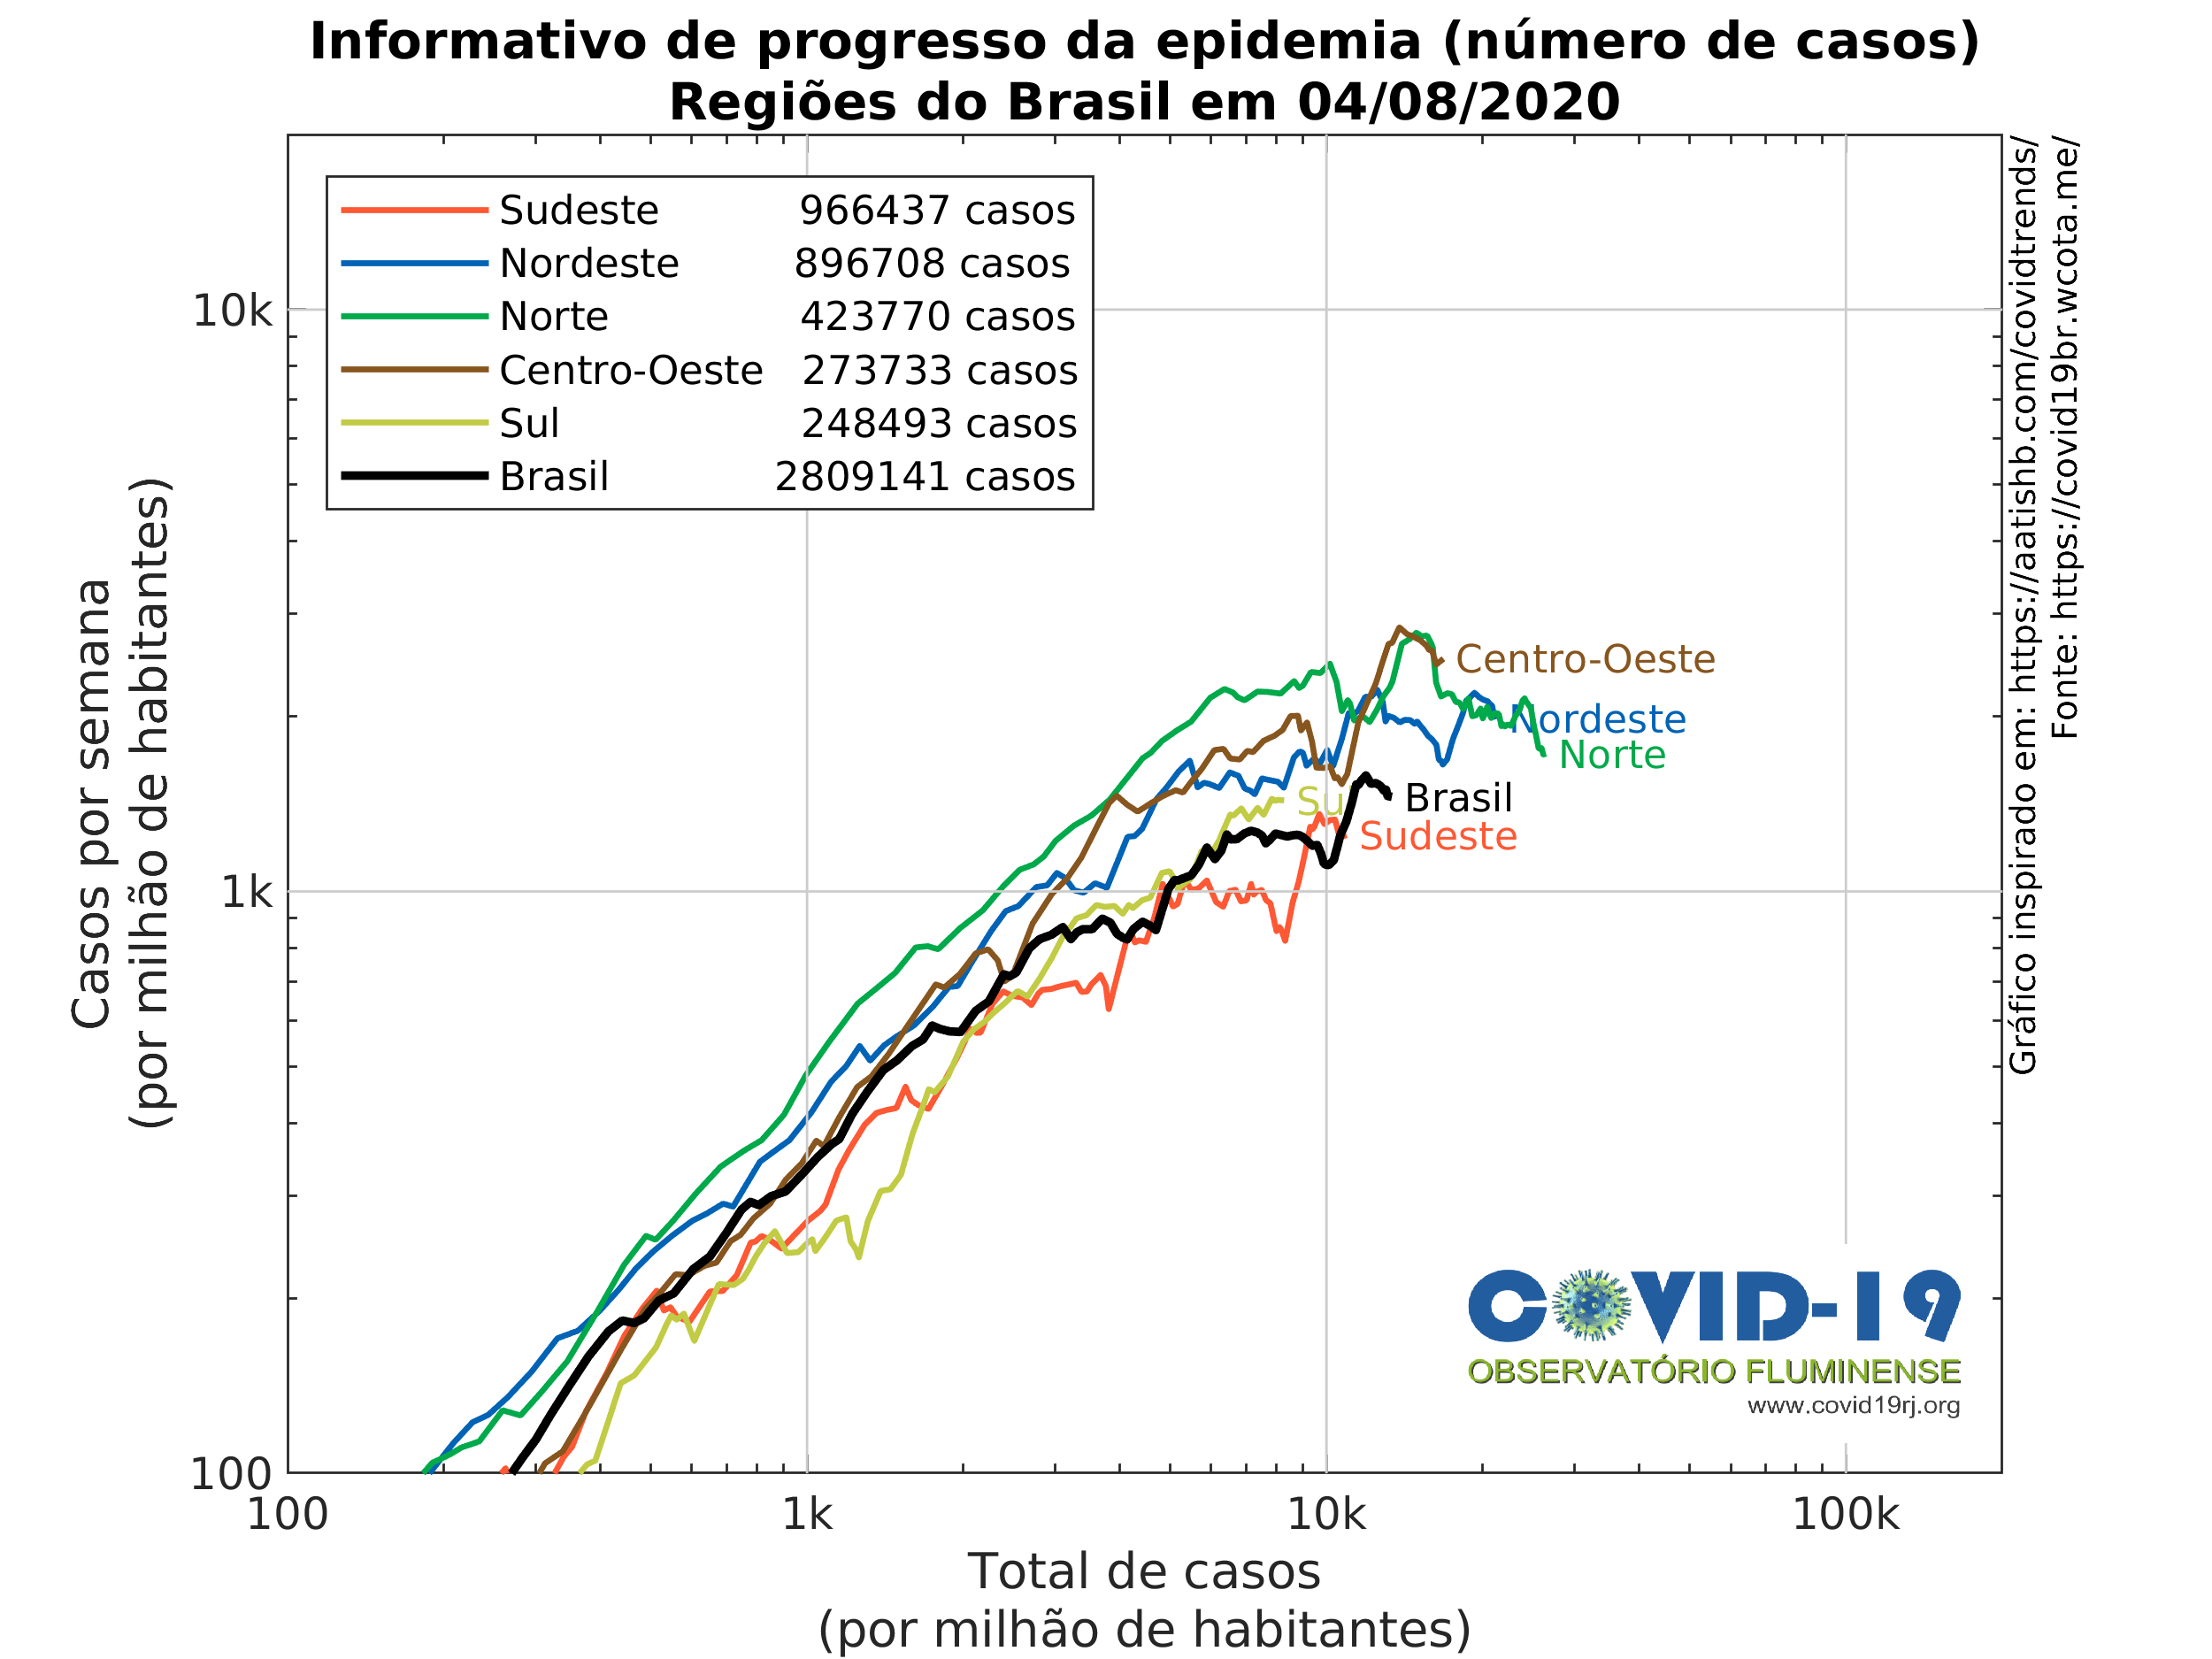 Informativo de progresso da epidemia (número de casos)
Regiões do Brasil em 04/08/2020
Sudeste 966437 casos
Nordeste 896708 casos
Norte 423770 casos
Centro-Oeste 273733 casos
Sul 248493 casos
Brasil 2809141 casos
10k
1k
100
Casos por semana
(por milhão de habitantes)
Centro-Oeste
Nordeste
Norte
Brasil
Su
Sudeste
Gráfico inspirado em: https://aatishb.com/covidtrends/
Fonte: https://covid19br.wcota.me/
COVID-19
OBSERVATÓRIO FLUMINENSE
www.covid19rj.org
100
1k
10k
100k
Total de casos
(por milhão de habitantes)